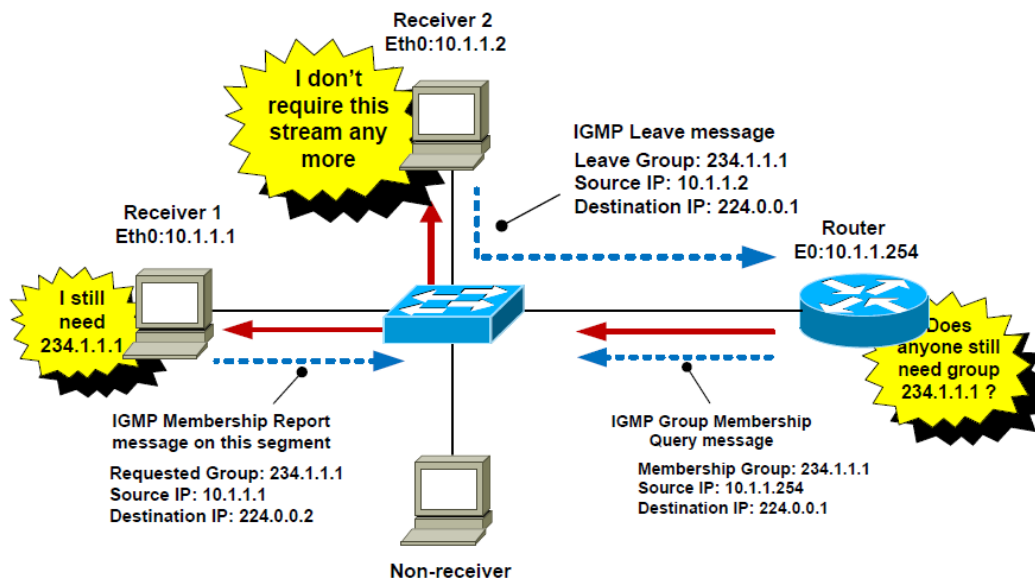 Receiver 2
Eth0:10.1.1.2
I don't
require this
stream any
more
IGMP Leave message
Leave Group: 234.1.1.1
Source IP: 10.1.1.2
Destination IP: 224.0.0.1
Receiver 1
Eth0:10.1.1.1
Router
E0:10.1.1.254
I still
need
234.1.1.1
Does
anyone still
need group
234.1.1.1 ?
IGMP Membership Report
message on this segment
Requested Group: 234.1.1.1
Source IP: 10.1.1.1
Destination IP: 224.0.0.2
IGMP Group Membership
Query message
Membership Group: 234.1.1.1
Source IP: 10.1.1.254
Destination IP: 224.0.0.1
Non-receiver